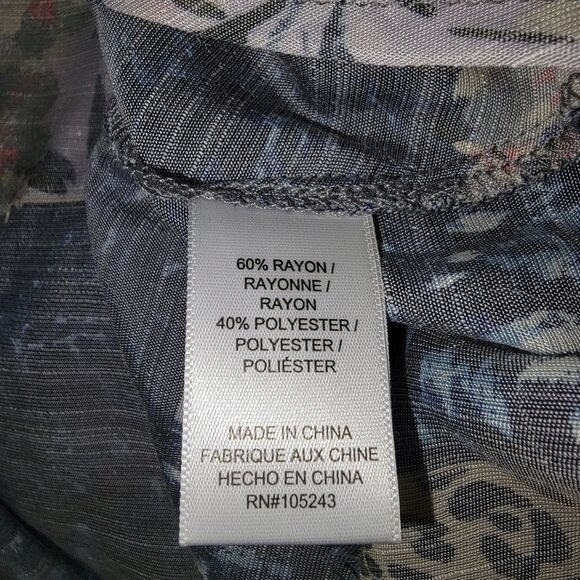 60% RAYON /
RAYONNE /
RAYON
40% POLYESTER /
POLYESTER /
POLIÉSTER
MADE IN CHINA
FABRIQUE AUX CHINE
HECHO EN CHINA
RN#105243